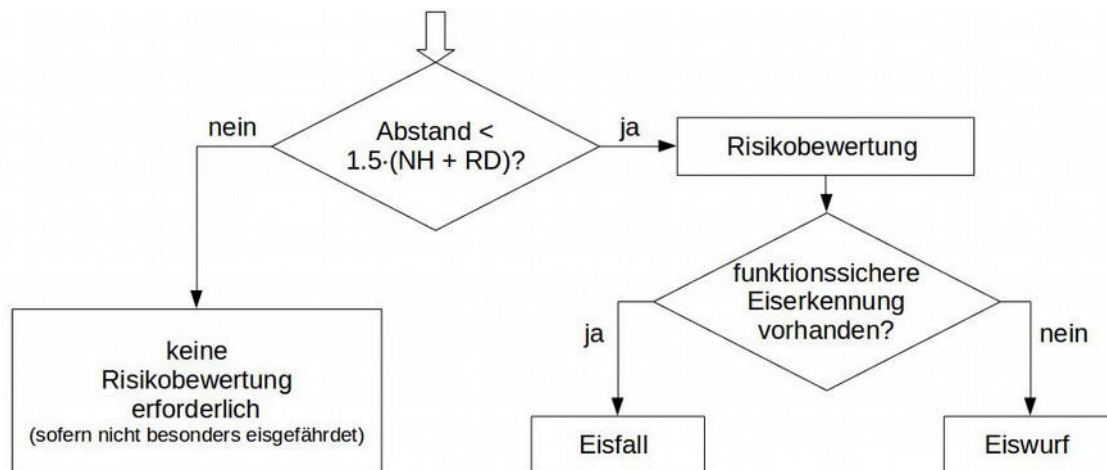 nein
Abstand <
1.5·(NH + RD)?
ja
Risikobewertung
funktionssichere
Eiserkennung
vorhanden?
ja
nein
keine
Risikobewertung
erforderlich
(sofern nicht besonders eisgefährdet)
Eisfall
Eiswurf